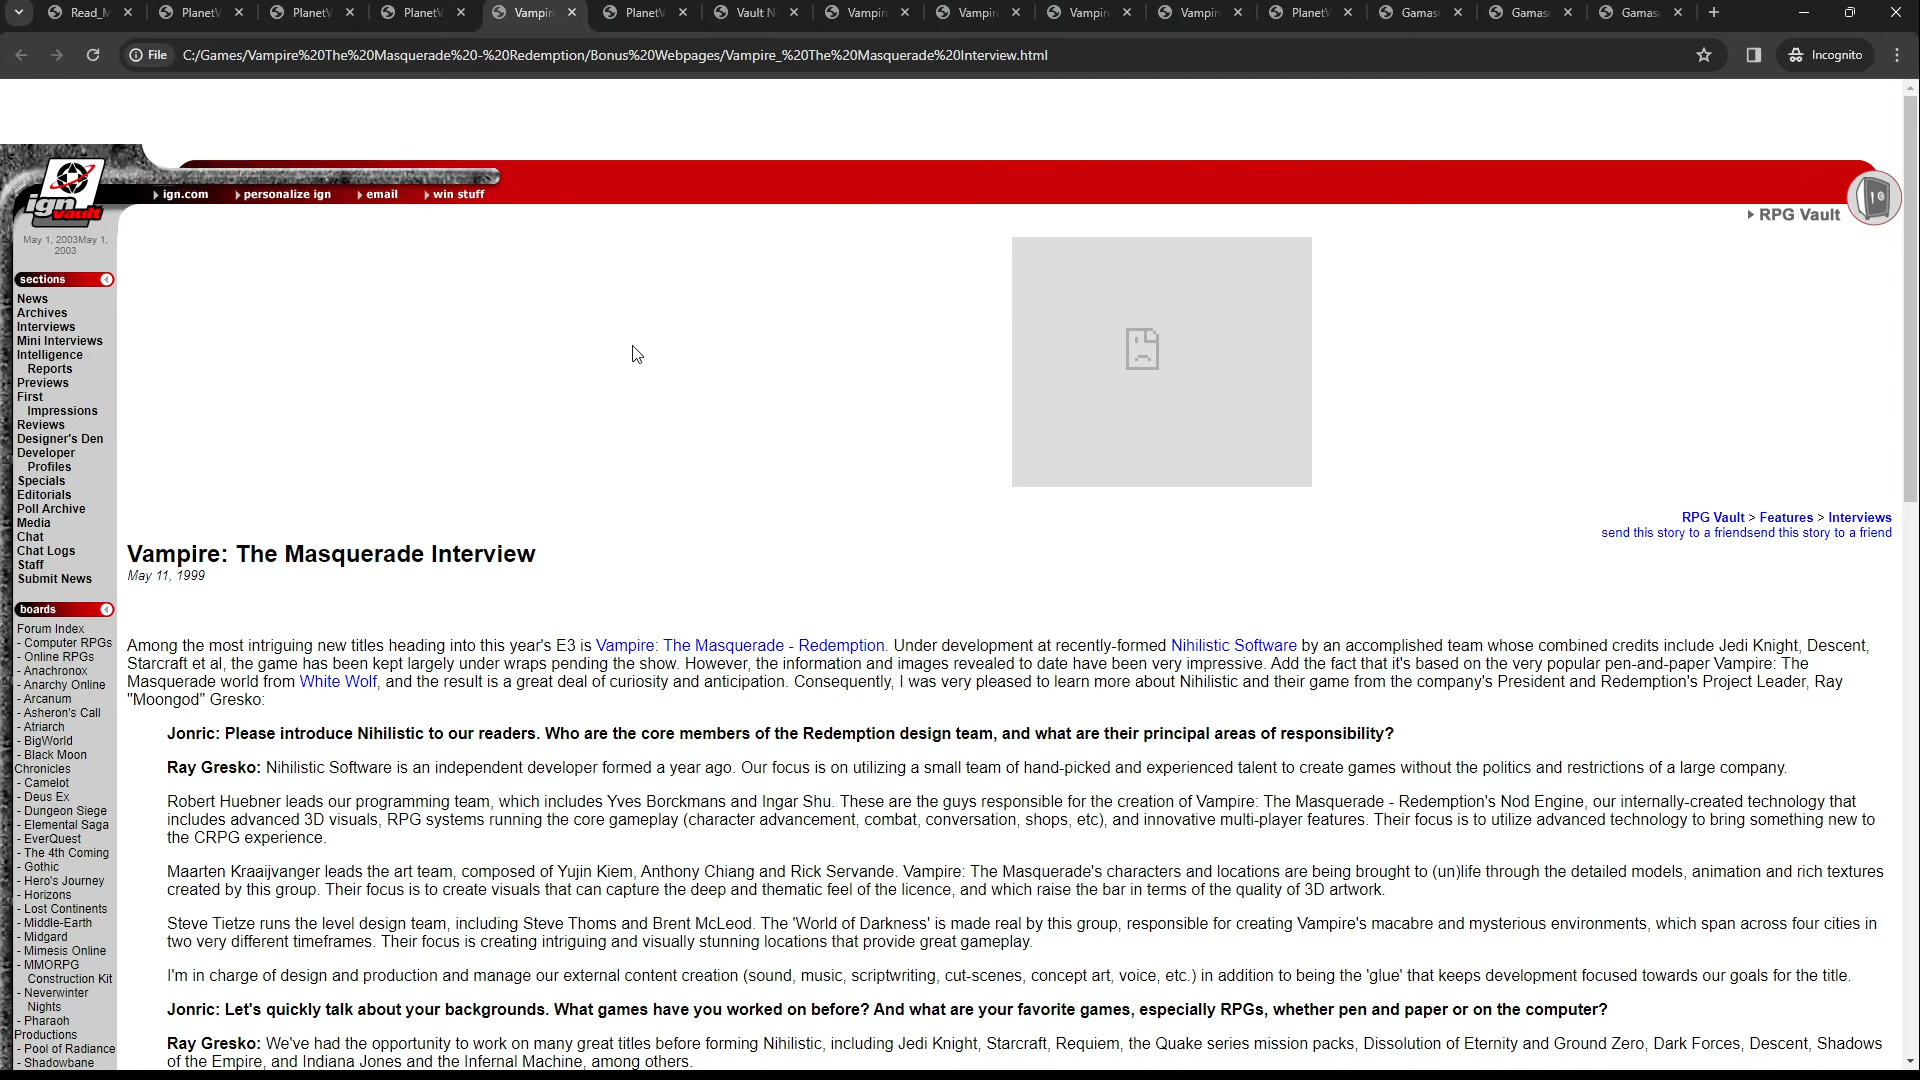 Read_M
PlanetV
PlanetV
PlanetV
Vampir
PlanetV
Vault N
Vampir
Vampir
Vampir
Vampir
PlanetV
Gamas
Gamas
Gamas
File
C:/Games/Vampire%20The%20Masquerade%20-%20Redemption/Bonus%20Webpages/Vampire_%20The%20Masquerade%20Interview.html
Incognito
ign
vault
ign.com
personalize ign
email
win stuff
RPG Vault
May 1, 2003May 1,
2003
sections
News
Archives
Interviews
Mini Interviews
Intelligence
Reports
Previews
First
Impressions
Reviews
Designer's Den
Developer
Profiles
Specials
Editorials
Poll Archive
Media
Chat
Chat Logs
Staff
Submit News
boards
Forum Index
- Computer RPGs
- Online RPGs
- Anachronox
- Anarchy Online
- Arcanum
- Asheron's Call
- Atriarch
- BigWorld
- Black Moon
Chronicles
- Camelot
- Deus Ex
- Dungeon Siege
- Elemental Saga
- EverQuest
- The 4th Coming
- Gothic
- Hero's Journey
- Horizons
- Lost Continents
- Middle-Earth
- Midgard
- Mimesis Online
- MMORPG
Construction Kit
- Neverwinter
Nights
- Pharaoh
Productions
- Pool of Radiance
- Shadowbane
RPG Vault > Features > Interviews
send this story to a friendsend this story to a friend
Vampire: The Masquerade Interview
May 11, 1999
Among the most intriguing new titles heading into this year's E3 is Vampire: The Masquerade - Redemption. Under development at recently-formed Nihilistic Software by an accomplished team whose combined credits include Jedi Knight, Descent,
Starcraft et al, the game has been kept largely under wraps pending the show. However, the information and images revealed to date have been very impressive. Add the fact that it's based on the very popular pen-and-paper Vampire: The
Masquerade world from White Wolf, and the result is a great deal of curiosity and anticipation. Consequently, I was very pleased to learn more about Nihilistic and their game from the company's President and Redemption's Project Leader, Ray
"Moongod" Gresko:
Jonric: Please introduce Nihilistic to our readers. Who are the core members of the Redemption design team, and what are their principal areas of responsibility?
Ray Gresko: Nihilistic Software is an independent developer formed a year ago. Our focus is on utilizing a small team of hand-picked and experienced talent to create games without the politics and restrictions of a large company.
Robert Huebner leads our programming team, which includes Yves Borckmans and Ingar Shu. These are the guys responsible for the creation of Vampire: The Masquerade - Redemption's Nod Engine, our internally-created technology that
includes advanced 3D visuals, RPG systems running the core gameplay (character advancement, combat, conversation, shops, etc), and innovative multi-player features. Their focus is to utilize advanced technology to bring something new to
the CRPG experience.
Maarten Kraaijvanger leads the art team, composed of Yujin Kiem, Anthony Chiang and Rick Servande. Vampire: The Masquerade's characters and locations are being brought to (un)life through the detailed models, animation and rich textures
created by this group. Their focus is to create visuals that can capture the deep and thematic feel of the licence, and which raise the bar in terms of the quality of 3D artwork.
Steve Tietze runs the level design team, including Steve Thoms and Brent McLeod. The 'World of Darkness' is made real by this group, responsible for creating Vampire's macabre and mysterious environments, which span across four cities in
two very different timeframes. Their focus is creating intriguing and visually stunning locations that provide great gameplay.
I'm in charge of design and production and manage our external content creation (sound, music, scriptwriting, cut-scenes, concept art, voice, etc.) in addition to being the 'glue' that keeps development focused towards our goals for the title.
Jonric: Let's quickly talk about your backgrounds. What games have you worked on before? And what are your favorite games, especially RPGs, whether pen and paper or on the computer?
Ray Gresko: We've had the opportunity to work on many great titles before forming Nihilistic, including Jedi Knight, Starcraft, Requiem, the Quake series mission packs, Dissolution of Eternity and Ground Zero, Dark Forces, Descent, Shadows
of the Empire, and Indiana Jones and the Infernal Machine, among others.